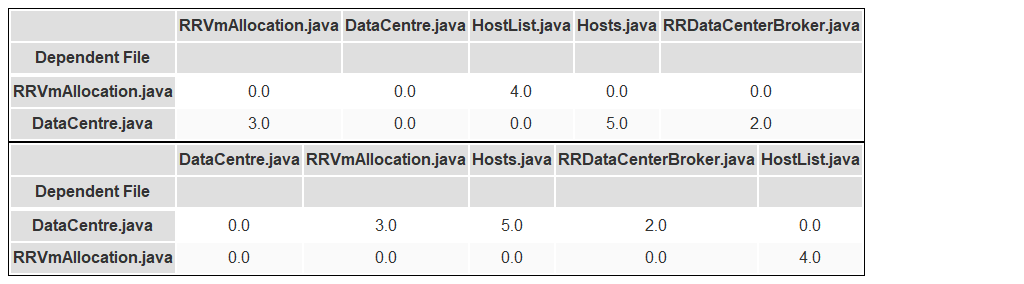 RRVmAllocation.java DataCentre.java HostList.java Hosts.java RRDataCenterBroker.java
Dependent File
RRVmAllocation.java 0.0 0.0 4.0 0.0 0.0
DataCentre.java 3.0 0.0 0.0 5.0 2.0
DataCentre.java RRVmAllocation.java Hosts.java RRDataCenterBroker.java HostList.java
Dependent File
DataCentre.java 0.0 3.0 5.0 2.0 0.0
RRVmAllocation.java 0.0 0.0 0.0 0.0 4.0